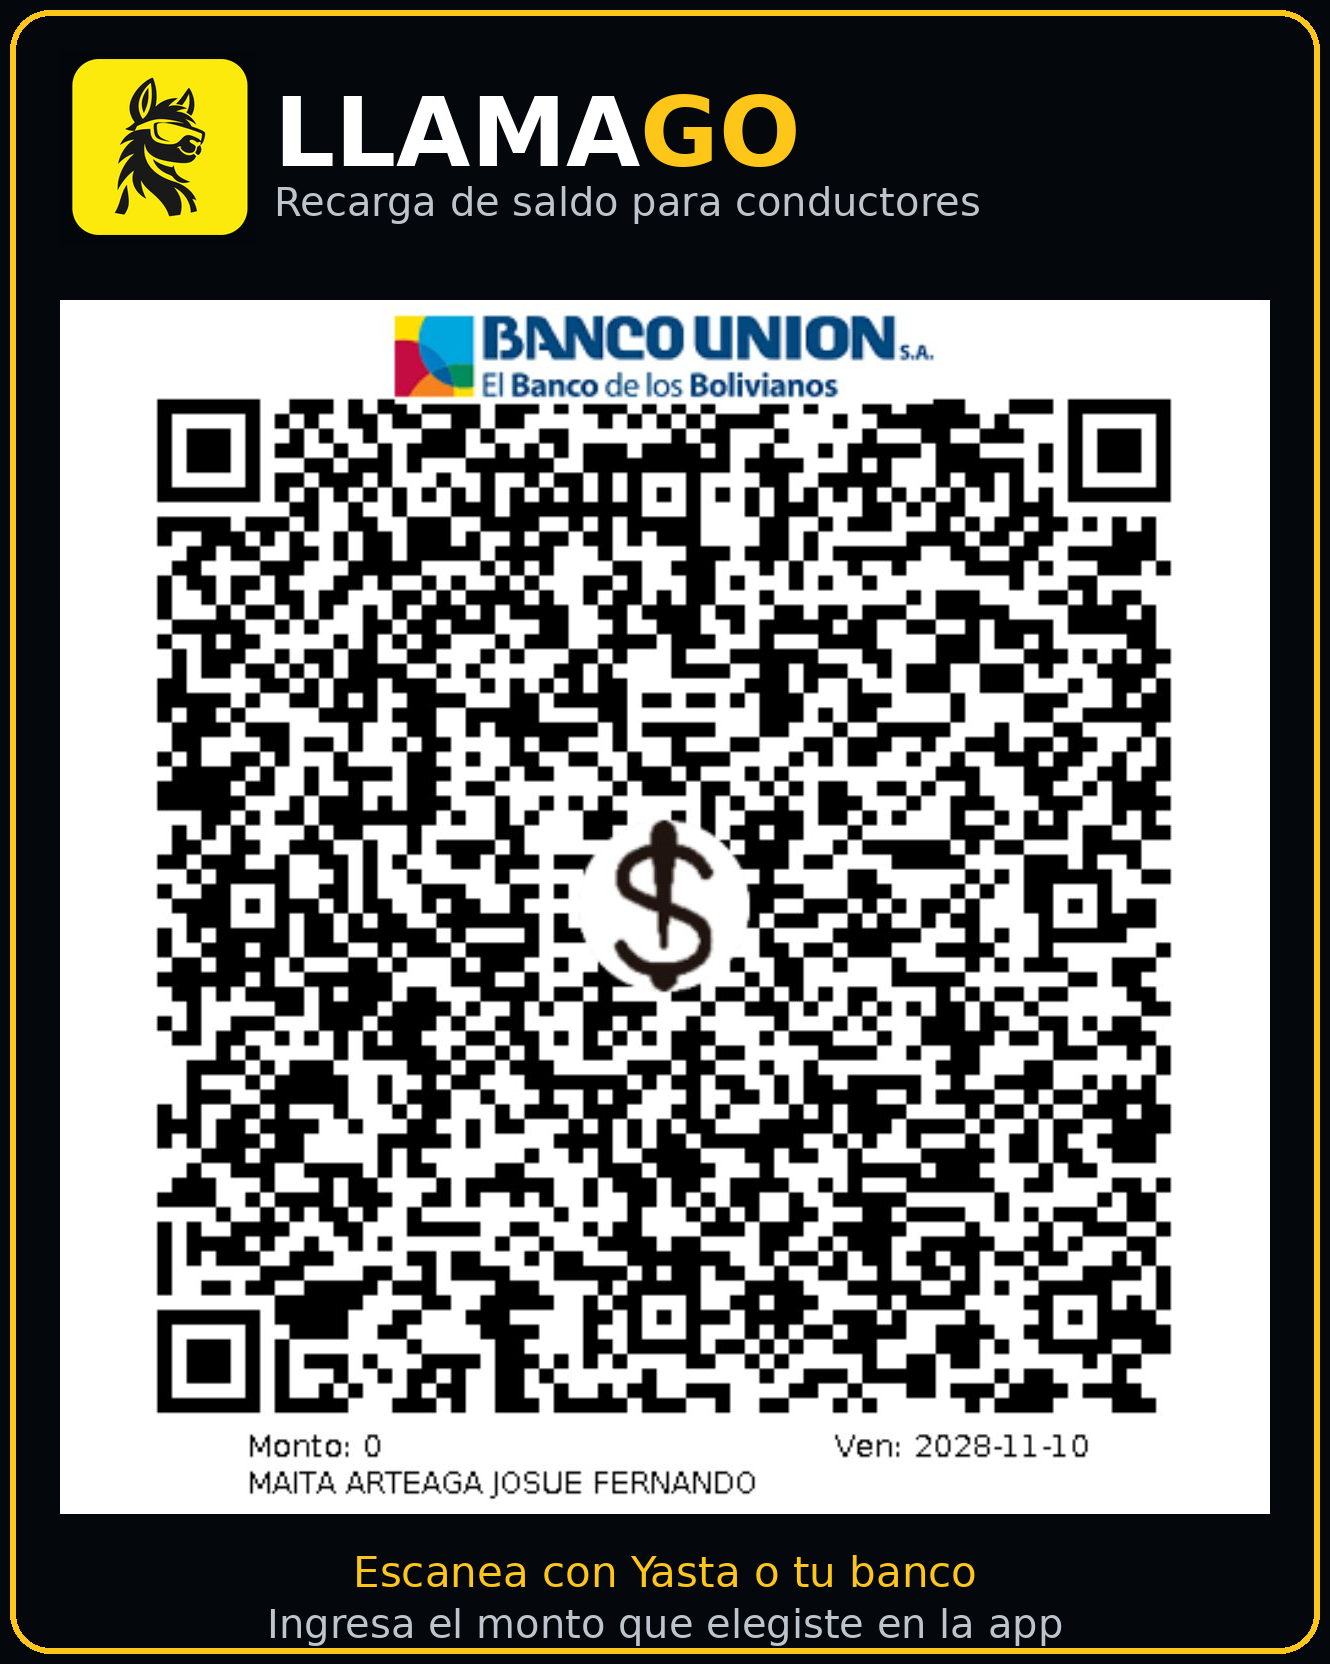 LLAMAGO
Recarga de saldo para conductores
BANCO UNION S.A.
El Banco de los Bolivianos
$
Monto: 0 Ven: 2028-11-10
MAITA ARTEAGA JOSUE FERNANDO
Escanea con Yasta o tu banco
Ingresa el monto que elegiste en la app